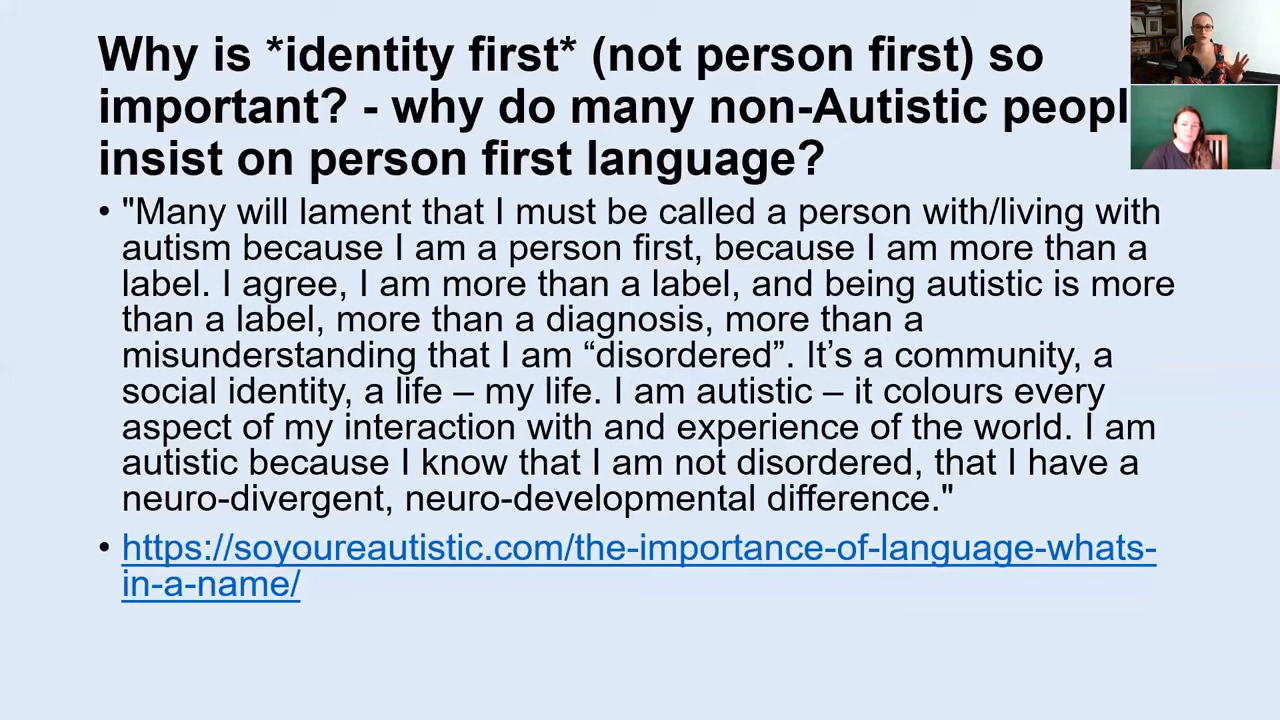 Why is *identity first* (not person first) so
important? - why do many non-Autistic peopl
insist on person first language?
• "Many will lament that I must be called a person with/living with
autism because I am a person first, because I am more than a
label. I agree, I am more than a label, and being autistic is more
than a label, more than a diagnosis, more than a
misunderstanding that I am “disordered”. It’s a community, a
social identity, a life – my life. I am autistic – it colours every
aspect of my interaction with and experience of the world. I am
autistic because I know that I am not disordered, that I have a
neuro-divergent, neuro-developmental difference."
• https://soyoureautistic.com/the-importance-of-language-whats-
in-a-name/